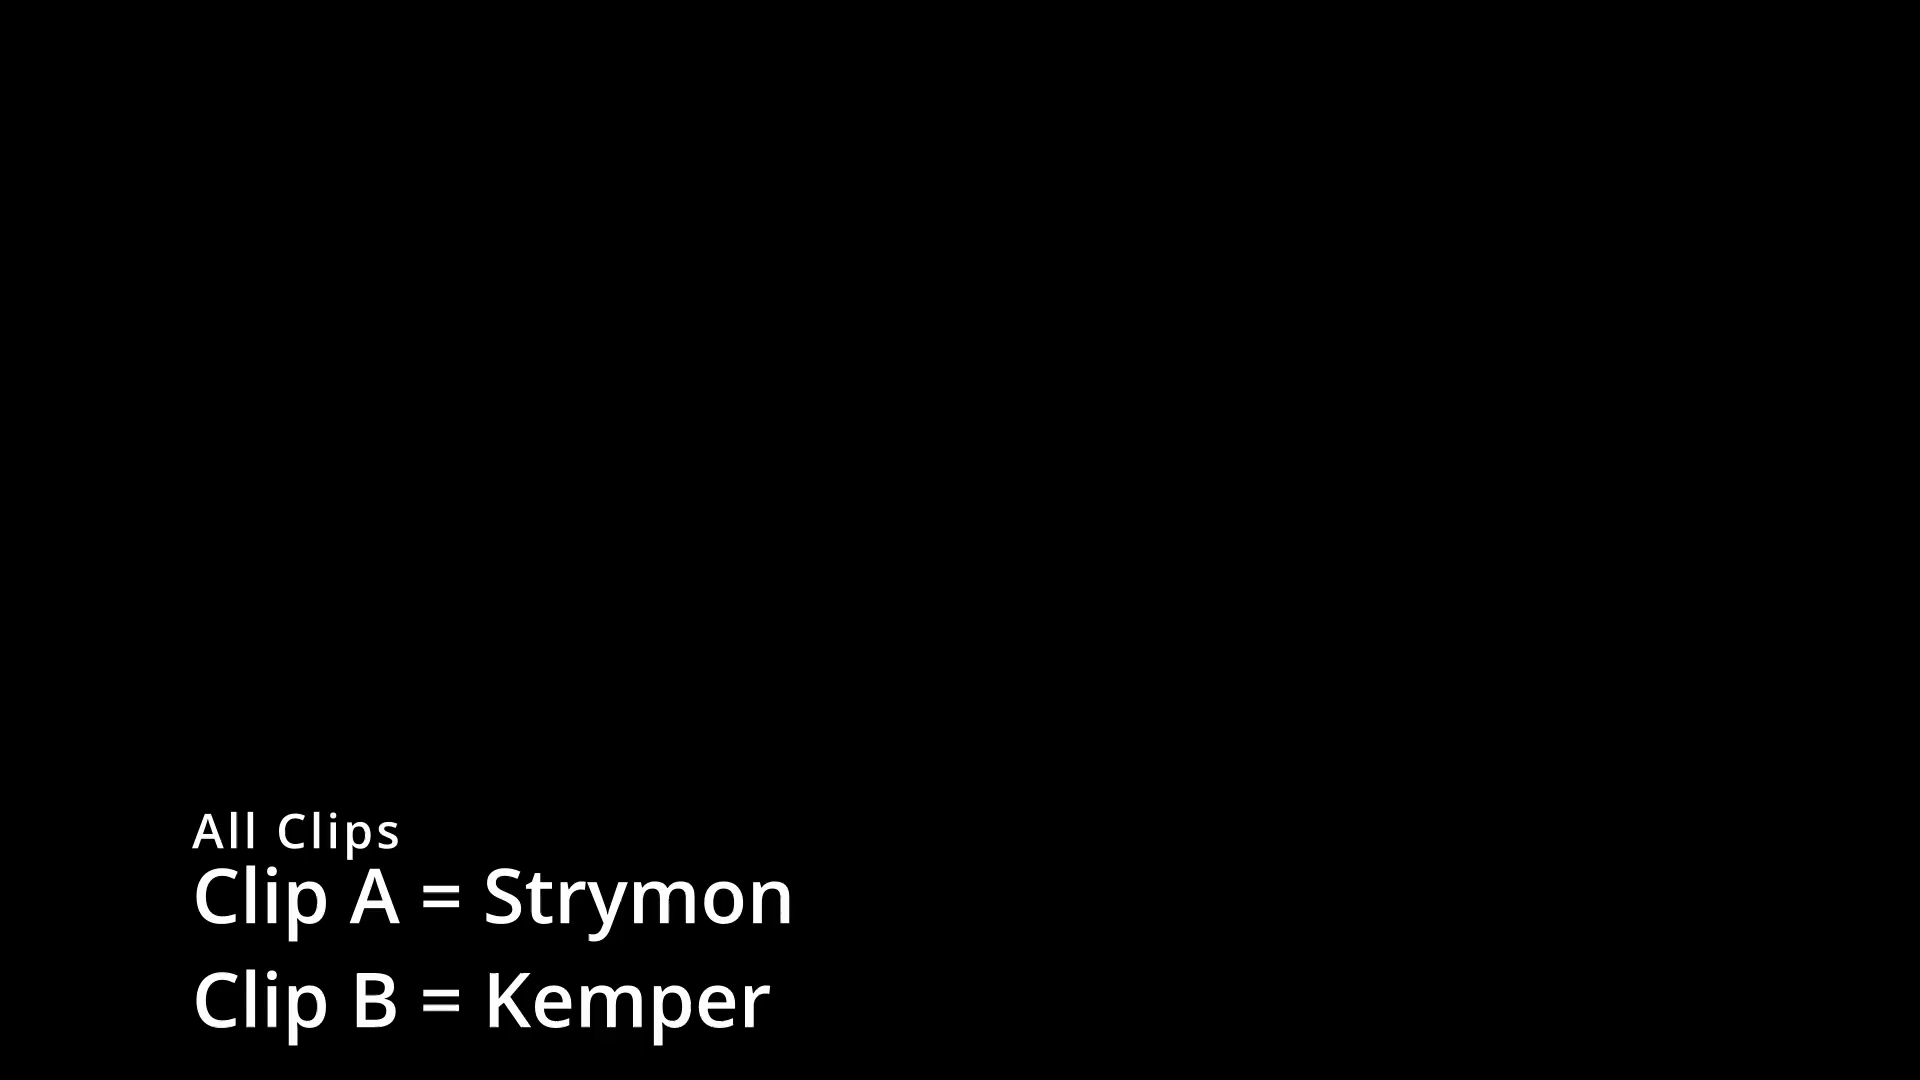 All Clips
Clip A = Strymon
Clip B = Kemper